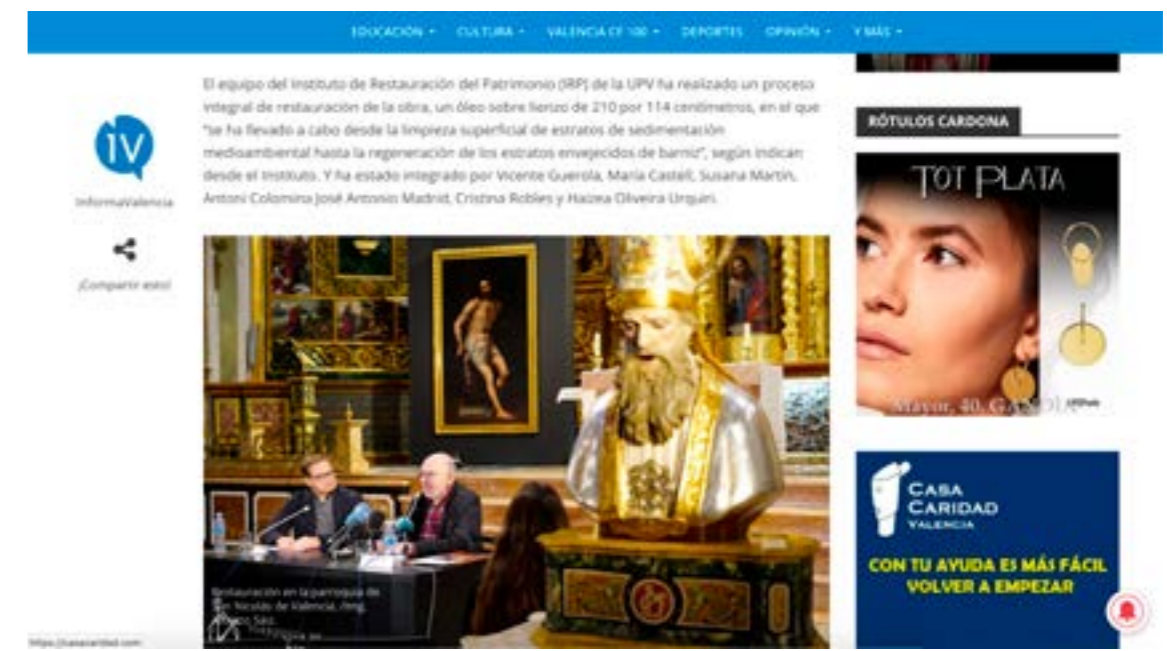 EDUCACIÓN
CULTURA
VALENCIA CF 100
DEPORTES
OPINIÓN
Y MÁS
El equipo del Instituto de Restauración del Patrimonio (IRP) de la UPV ha realizado un proceso
integral de restauración de la obra, un óleo sobre lienzo de 210 por 114 centímetros, en el que
"se ha llevado a cabo desde la limpieza superficial de estratos de sedimentación
medioambiental hasta la regeneración de los estratos envejecidos de barniz", según indican
desde el Instituto. Y ha estado integrado por Vicente Guerola, María Castell, Susana Martín,
Antoni Colomina José Antonio Madrid, Cristina Robles y Haizea Oliveira Urquiri.
IV
InformaValencia
¡Compartir esto!
Restauración en la parroquia de
San Nicolás de Valencia. /Img.
RÓTULOS CARDONA
TOT PLATA
Mayor, 40. GANDIA
CASA
CARIDAD
VALENCIA
CON TU AYUDA ES MÁS FÁCIL
VOLVER A EMPEZAR
https://casacaridad.com